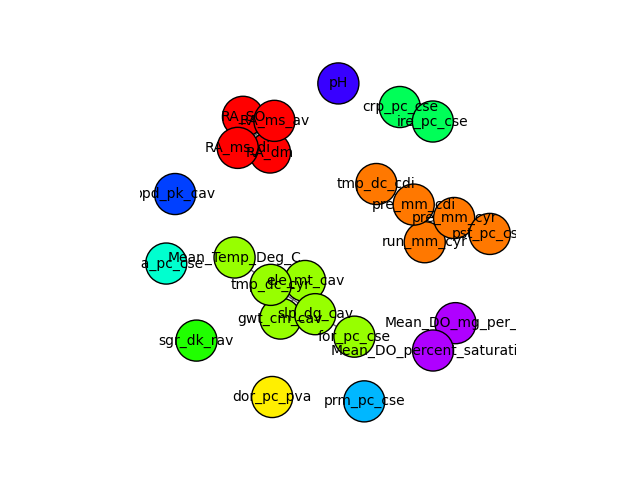 pH
crp_pc_cse
ire_pc_cse
RA_SO
RA_ms_av
RA_ms_di
RA_dm
tmp_dc_cdi
ppd_pk_cav
pre_mm_cdi
pre_mm_cyr
pst_pc_cs
run_mm_cyr
Mean_Temp_Deg_C
a_pc_cse
ele_mt_cav
tmp_dc_cyr
slp_dg_cav
gwt_cm_cav
Mean_DO_mg_per_
for_pc_cse
Mean_DO_percent_saturati
sgr_dk_rav
dor_pc_pva
prm_pc_cse